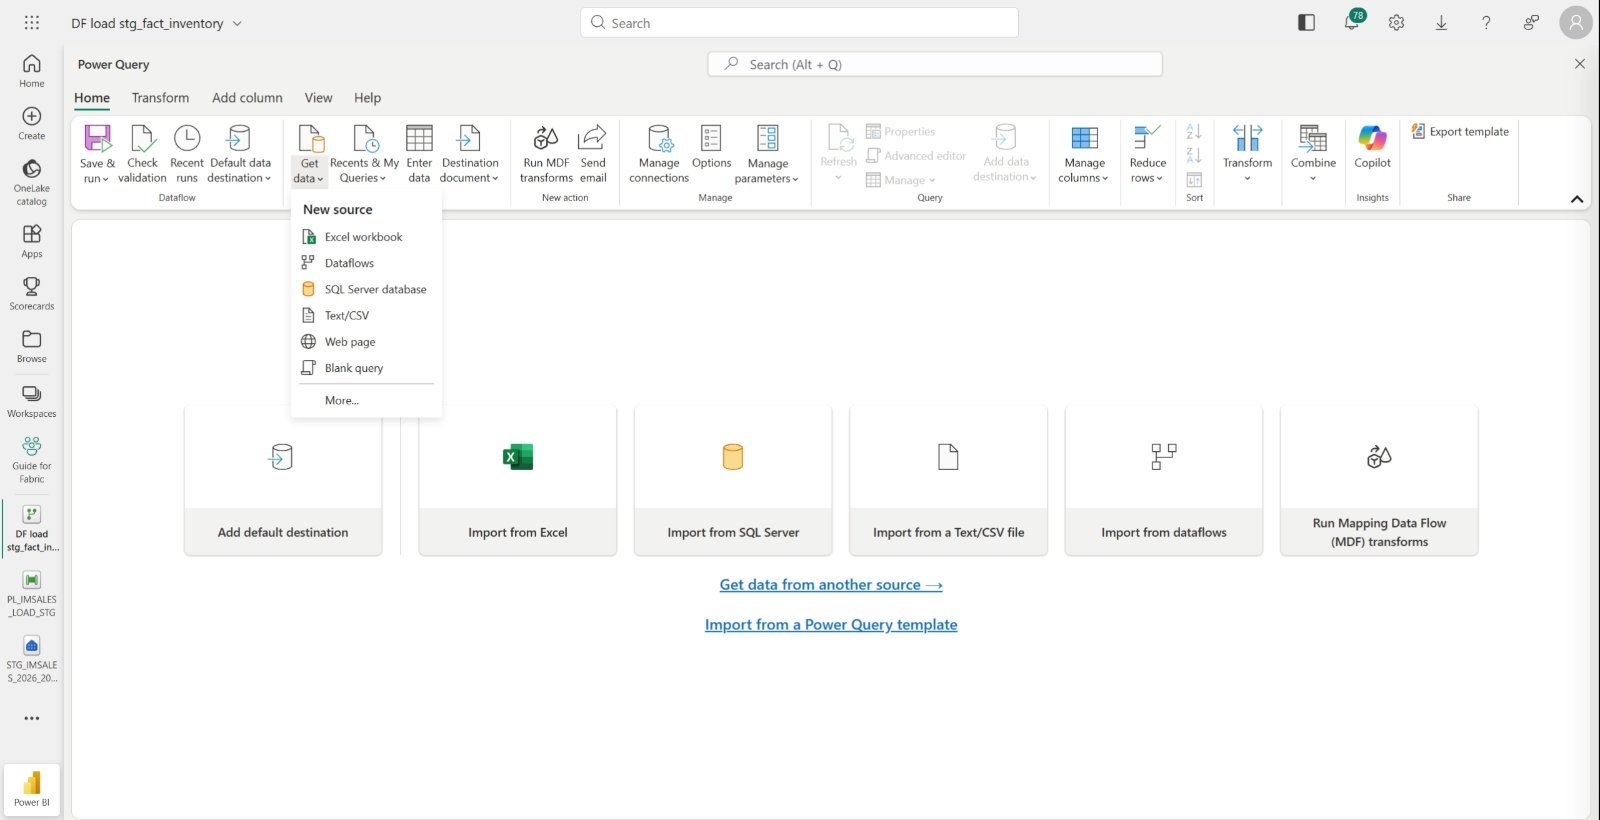 DF load stg_fact_inventory
Search
78
Home
Create
OneLake
catalog
Apps
Scorecards
Browse
Workspaces
Guide for
Fabric
DF load
stg_fact_in...
PL_IMSALES
_LOAD_STG
STG_IMSALE
S_2026_20...
Power BI
Power Query
Search (Alt + Q)
Home Transform Add column View Help
Save &
run
Check
validation
Recent
runs
Default data
destination
Dataflow
Get
data
Recents & My
Queries
Enter
data
Destination
document
Run MDF
transforms
Send
email
New action
Manage
connections
Options
Manage
parameters
Manage
Refresh
Properties
Advanced editor
Manage
Add data
destination
Query
Manage
columns
Reduce
rows
Sort
Transform
Combine
Copilot
Insights
Export template
Share
New source
Excel workbook
Dataflows
SQL Server database
Text/CSV
Web page
Blank query
More...
Add default destination
Import from Excel
Import from SQL Server
Import from a Text/CSV file
Import from dataflows
Run Mapping Data Flow
(MDF) transforms
Get data from another source →
Import from a Power Query template